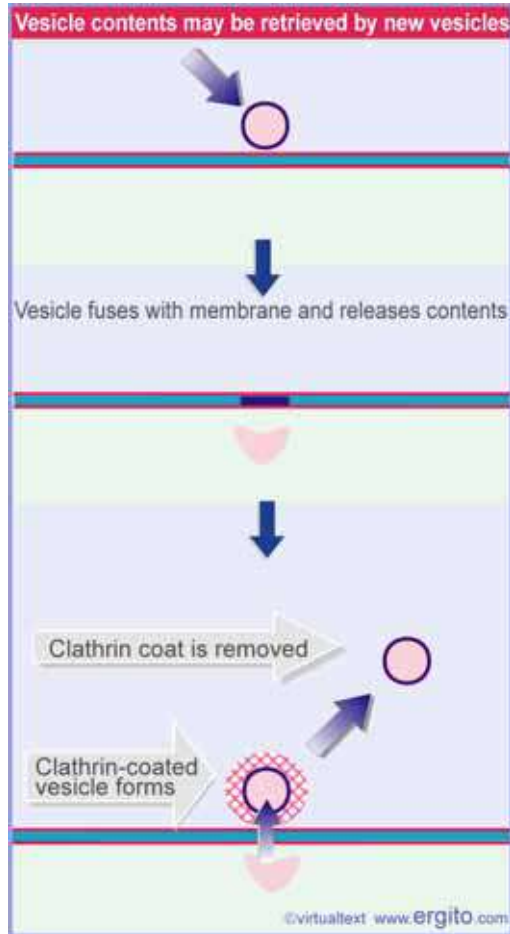 Vesicle contents may be retrieved by new vesicles
Vesicle fuses with membrane and releases contents
Clathrin coat is removed
Clathrin-coated
vesicle forms
©virtualtext www.ergito.com